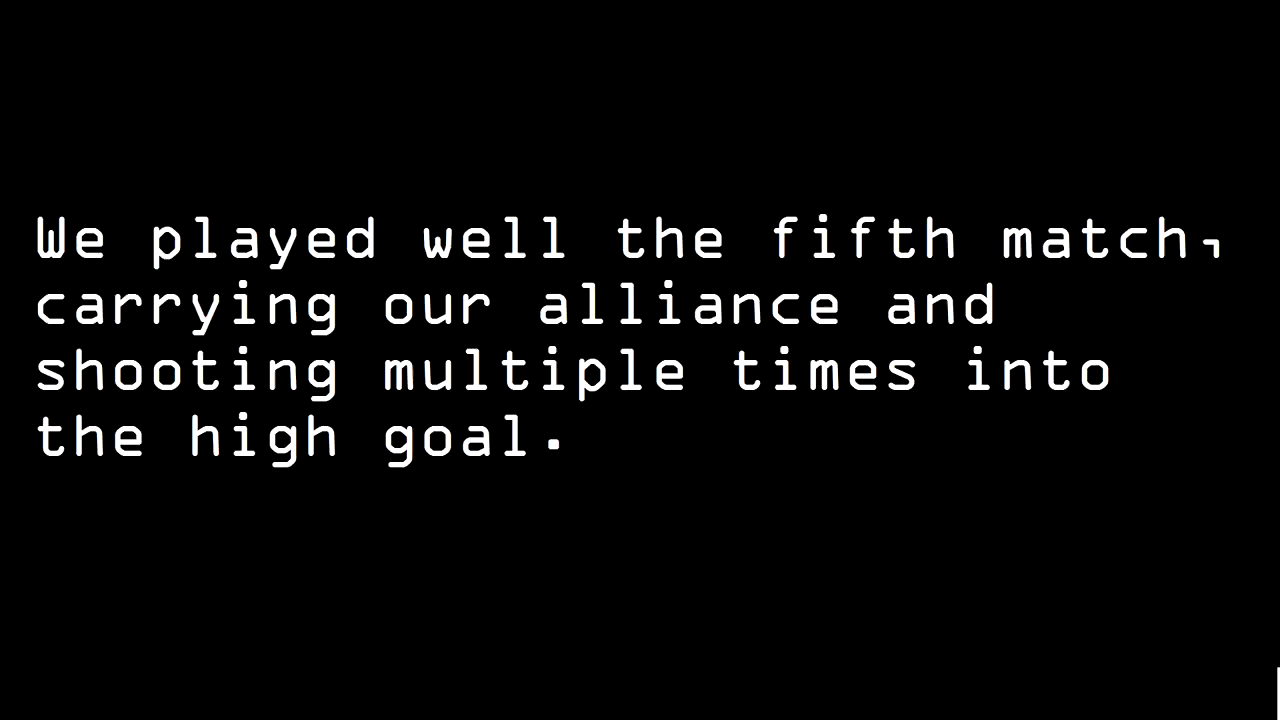 We played well the fifth match,
carrying our alliance and
shooting multiple times into
the high goal.